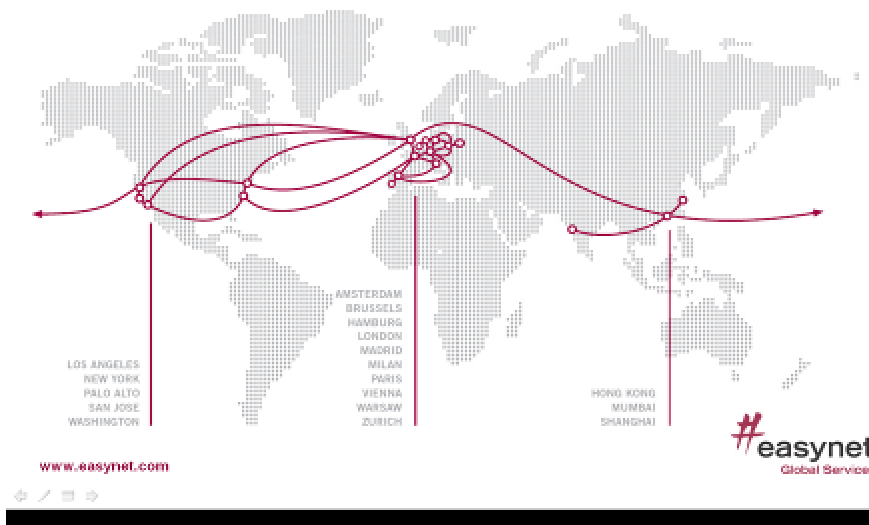 AMSTERDAM
BRUSSELS
HAMBURG
LONDON
MADRID
MILAN
PARIS
VIENNA
WARSAW
ZURICH
LOS ANGELES
NEW YORK
PALO ALTO
SAN JOSE
WASHINGTON
HONG KONG
MUMBAI
SHANGHAI
easynet
Global Service
www.easynet.com